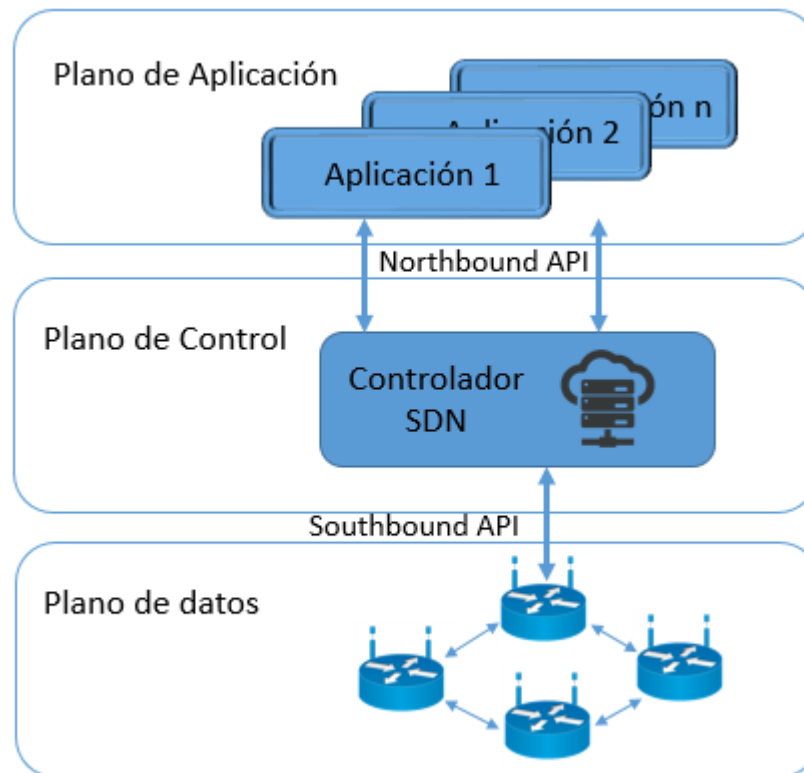 Plano de Aplicación
ón n
Aplicación 2
Aplicación 1
Northbound API
Plano de Control
Controlador
SDN
Southbound API
Plano de datos